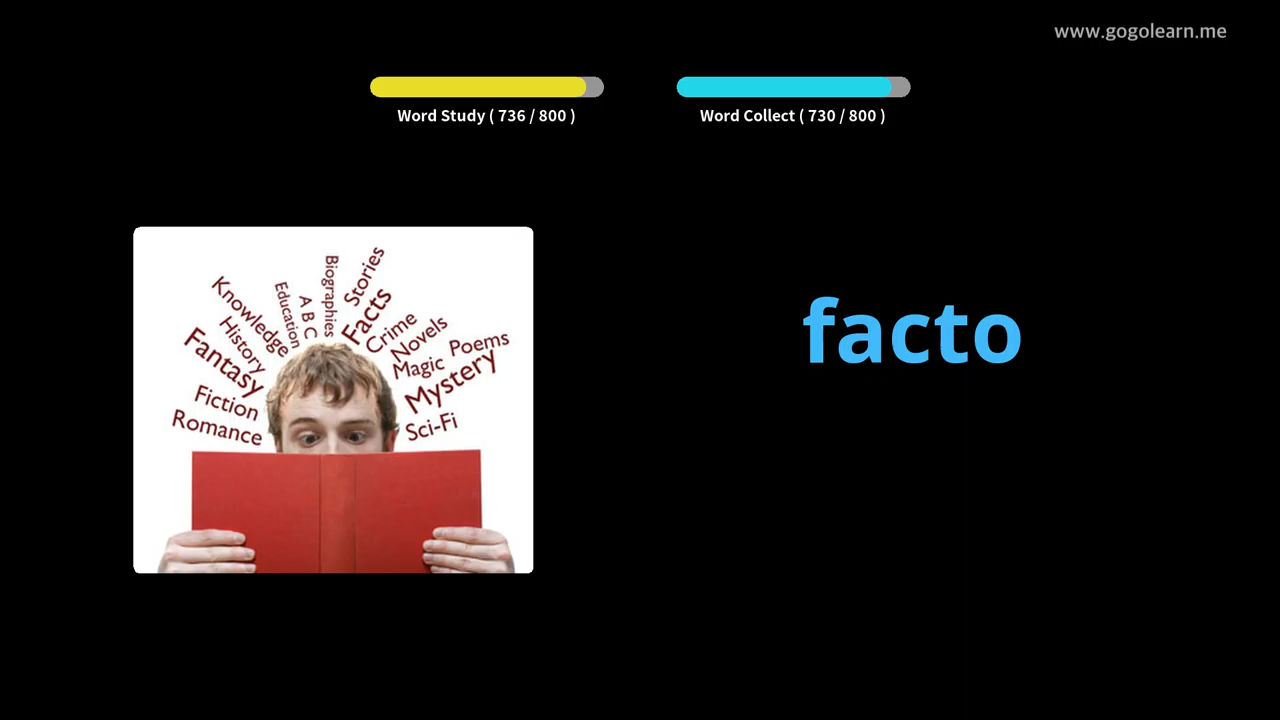 www.gogolearn.me
Word Study ( 736 / 800 )
Word Collect ( 730 / 800 )
facto
Biographies
Stories
Education
A B C
Facts
Knowledge
Crime
History
Novels
Poems
Fantasy
Magic
Mystery
Fiction
Romance
Sci-Fi